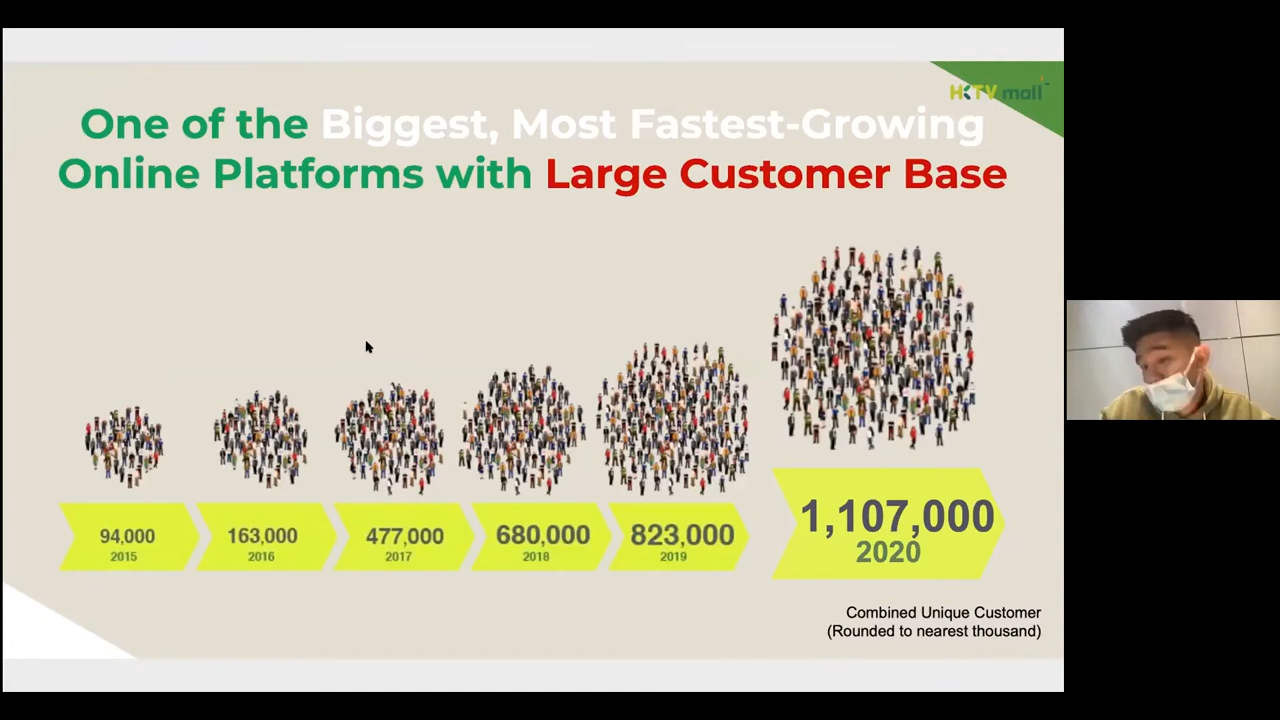 HKTV mall
One of the Biggest, Most Fastest-Growing
Online Platforms with Large Customer Base
94,000
2015
163,000
2016
477,000
2017
680,000
2018
823,000
2019
1,107,000
2020
Combined Unique Customer
(Rounded to nearest thousand)